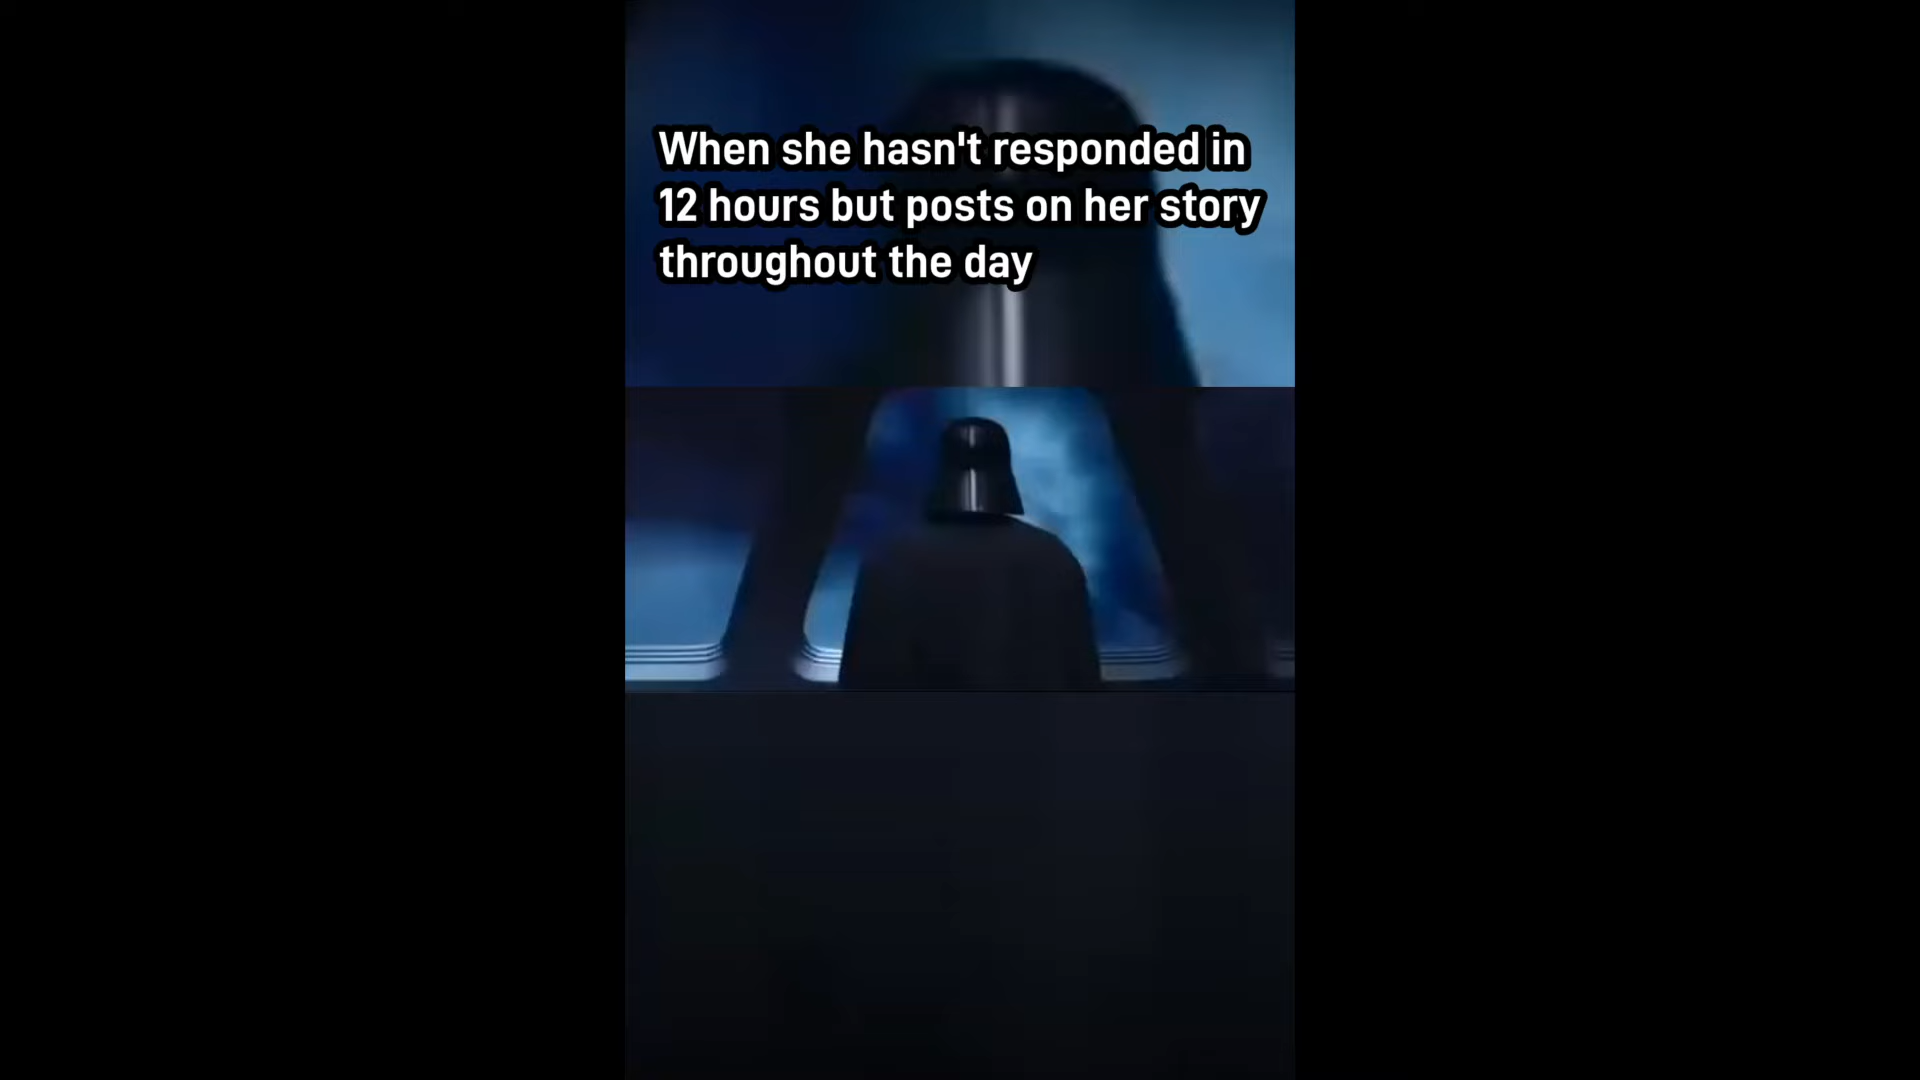 When she hasn't responded in
12 hours but posts on her story
throughout the day